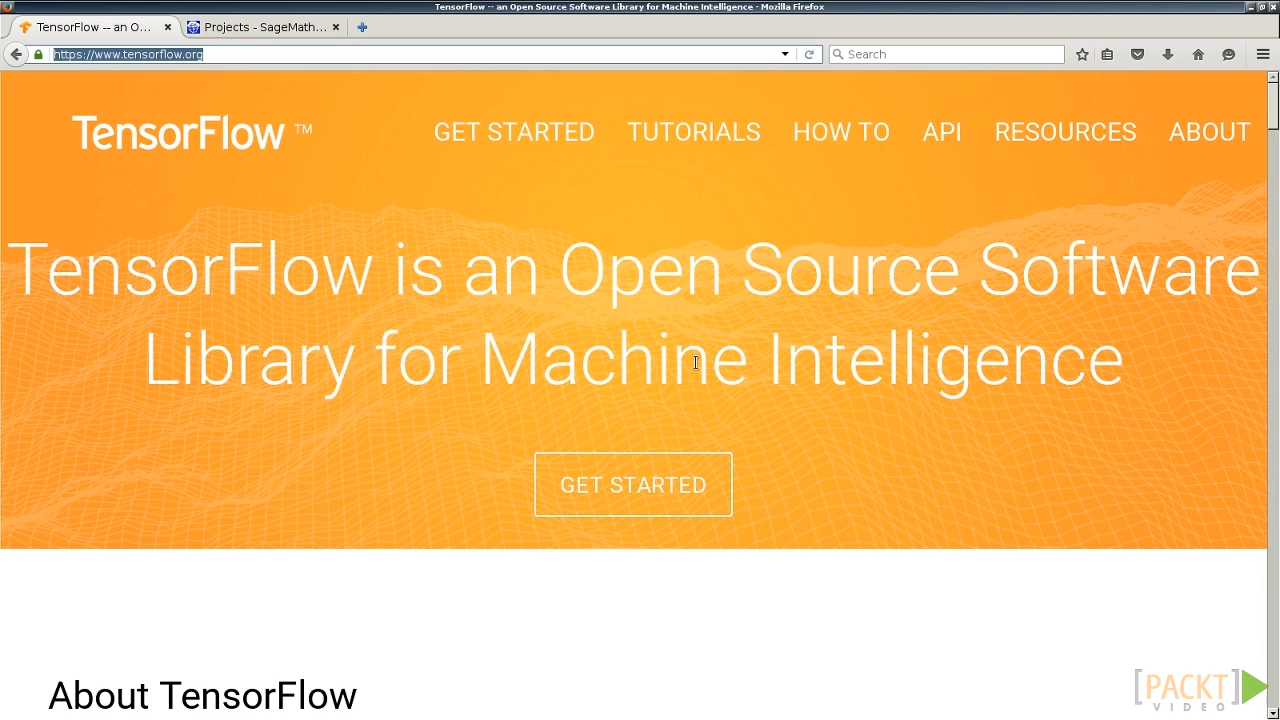 TensorFlow -- an Open Source Software Library for Machine Intelligence - Mozilla Firefox
TensorFlow -- an O...
Projects - SageMath...
https://www.tensorflow.org
Search
TensorFlow ™
GET STARTED
TUTORIALS
HOW TO
API
RESOURCES
ABOUT
TensorFlow is an Open Source Software
Library for Machine Intelligence
GET STARTED
About TensorFlow
[PACKT]
VIDEO